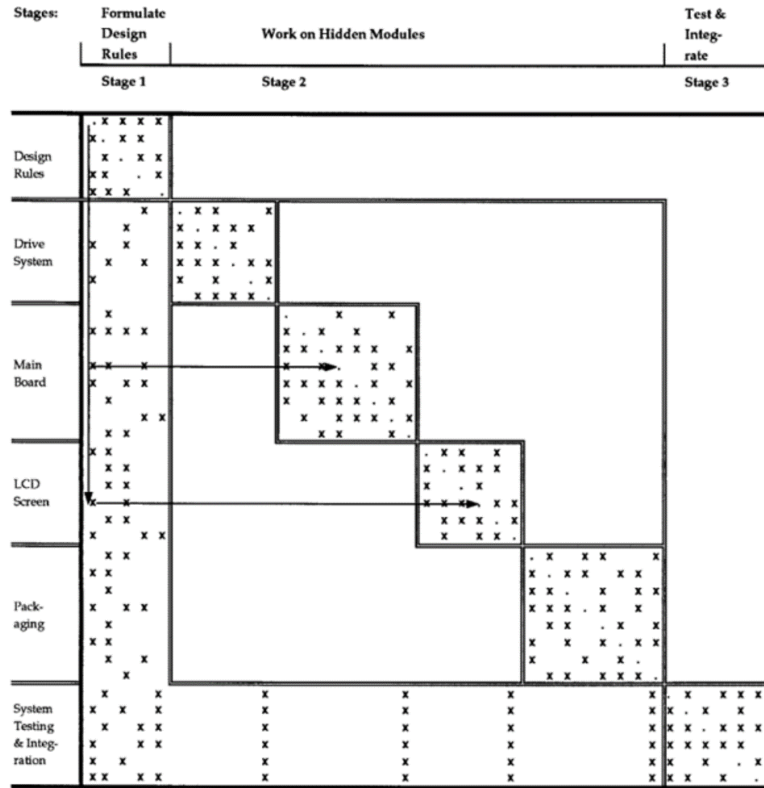 Stages:
Formulate
Design
Rules
Work on Hidden Modules
Test &
Integ-
rate
Stage 1
Stage 2
Stage 3
Design
Rules
Drive
System
Main
Board
LCD
Screen
Pack-
aging
System
Testing
& Integ-
ration